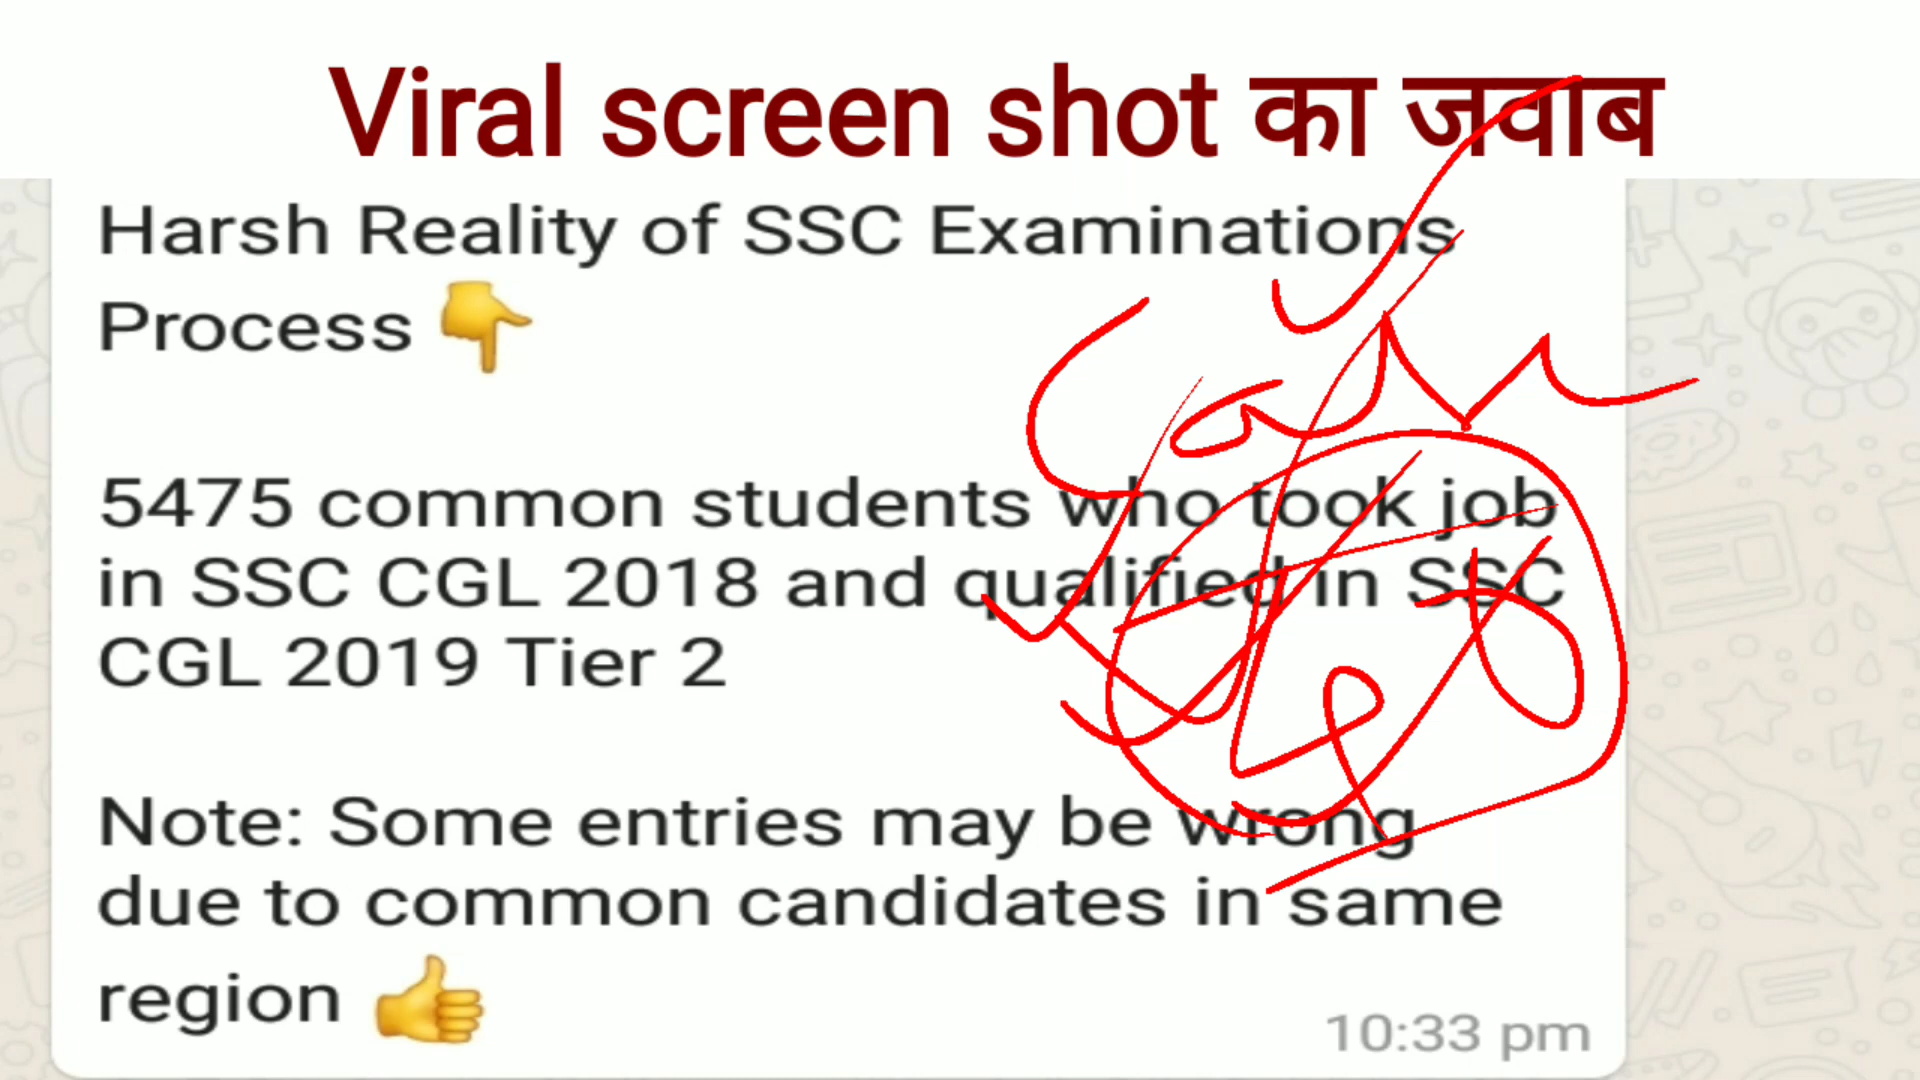 Viral screen shot का जवाब
Harsh Reality of SSC Examinations
Process 👇
5475 common students who took job
in SSC CGL 2018 and qualified in SSC
CGL 2019 Tier 2
Note: Some entries may be wrong
due to common candidates in same
region 👍
10:33 pm